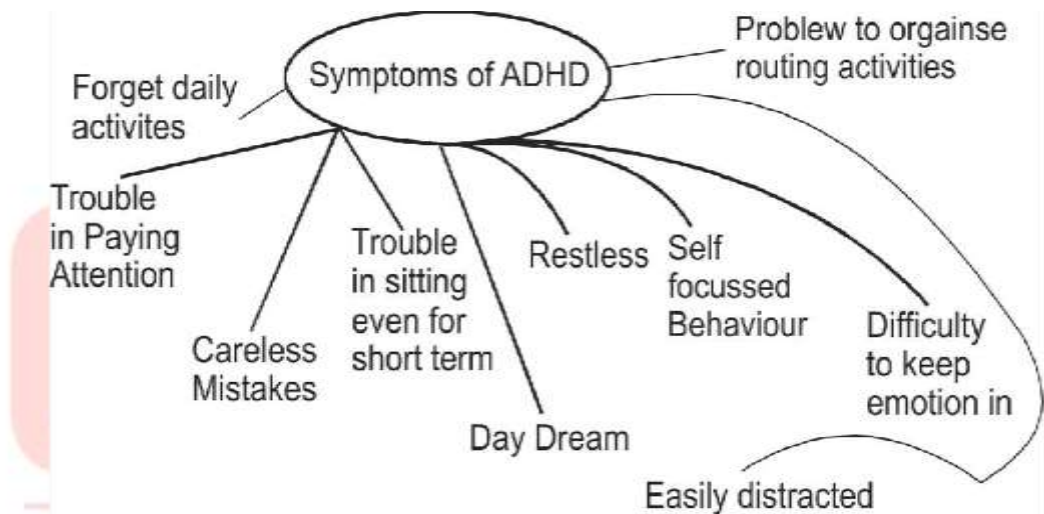 Symptoms of ADHD
Problew to orgainse
routing activities
Forget daily
activites
Trouble
in Paying
Attention
Careless
Mistakes
Trouble
in sitting
even for
short term
Day Dream
Restless
Self
focussed
Behaviour
Difficulty
to keep
emotion in
Easily distracted